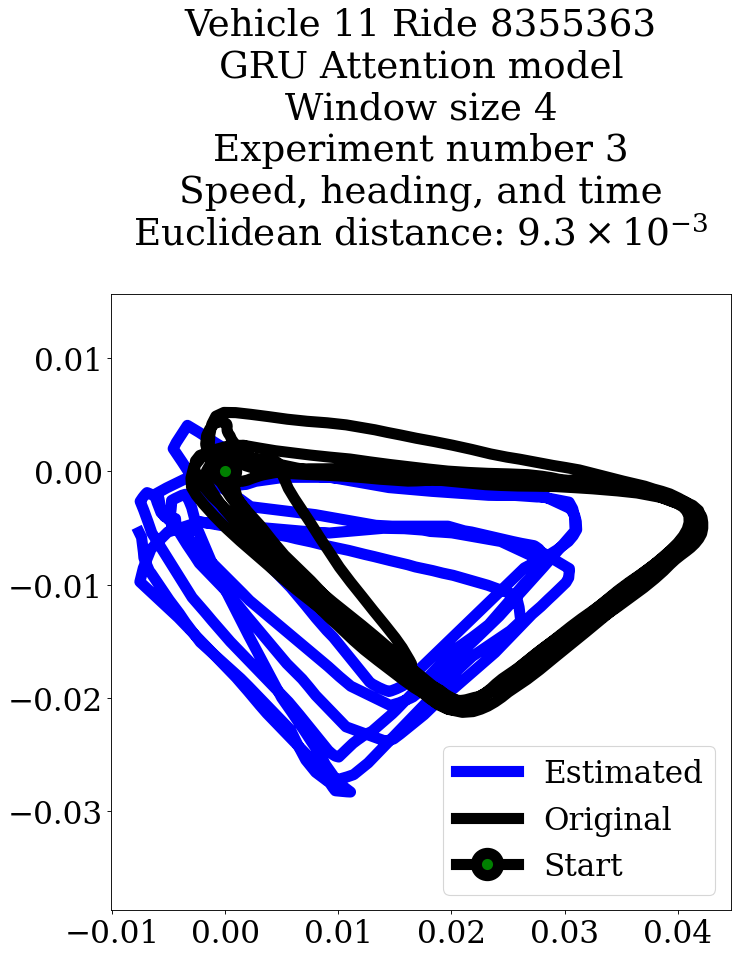 Vehicle 11 Ride 8355363
GRU Attention model
Window size 4
Experiment number 3
Speed, heading, and time
Euclidean distance: 9.3 × 10⁻³
0.01
0.00
−0.01
−0.02
−0.03
Estimated
Original
Start
−0.01 0.00 0.01 0.02 0.03 0.04